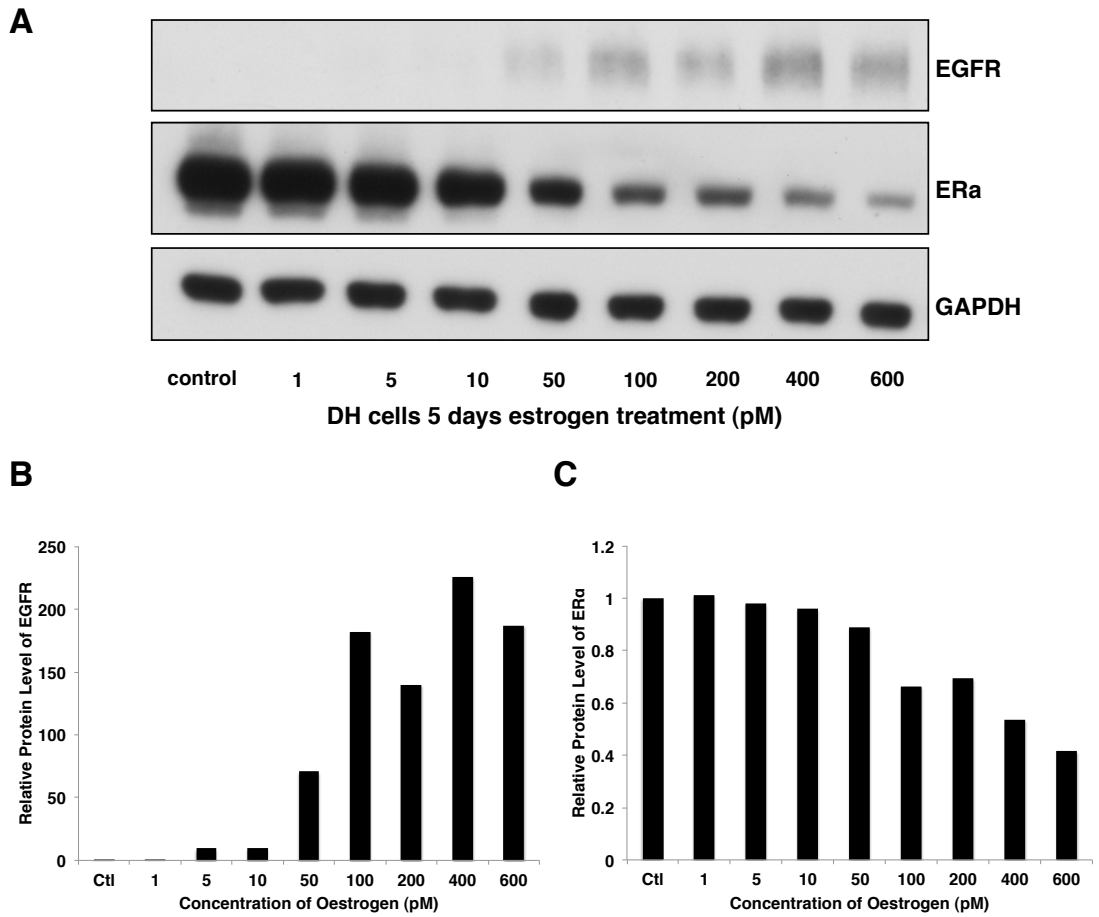 A
EGFR
ERa
GAPDH
control 1 5 10 50 100 200 400 600
DH cells 5 days estrogen treatment (pM)
B
Relative Protein Level of EGFR
250
200
150
100
50
0
Ctl 1 5 10 50 100 200 400 600
Concentration of Oestrogen (pM)
C
Relative Protein Level of ERα
1.2
1
0.8
0.6
0.4
0.2
0
Ctl 1 5 10 50 100 200 400 600
Concentration of Oestrogen (pM)